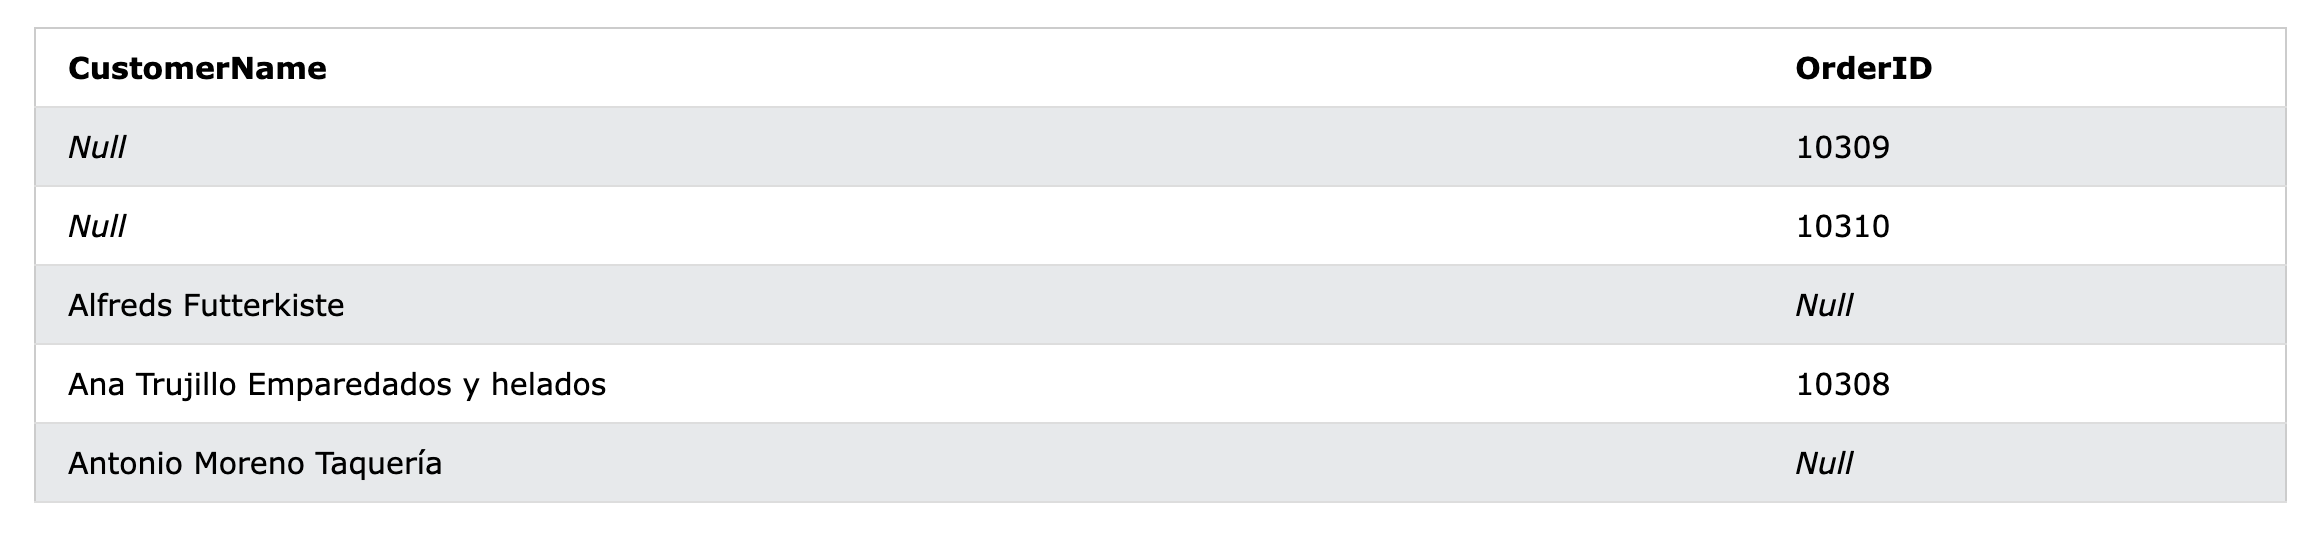 CustomerName OrderID
Null 10309
Null 10310
Alfreds Futterkiste Null
Ana Trujillo Emparedados y helados 10308
Antonio Moreno Taquería Null